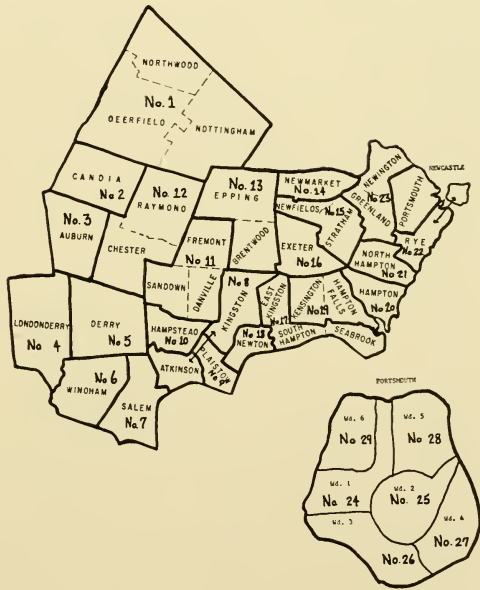 NORTHWOOD
No. 1
DEERFIELD
NOTTINGHAM
CANDIA
No 2
No. 12
RAYMOND
No. 13
EPPING
NEWMARKET
No. 14
NEWFIELDS
No. 15
STRATHAM
NEWINGTON
No 23
GREENLAND
PORTSMOUTH
NEWCASTLE
RYE
No 22
No. 3
AUBURN
CHESTER
FREMONT
No 11
BRENTWOOD
EXETER
No 16
NORTH
HAMPTON
No 21
SANDOWN
DANVILLE
No 8
KINGSTON
EAST
KINGSTON
No 17
KENSINGTON
No 19
HAMPTON
FALLS
HAMPTON
No 20
LONDONDERRY
No 4
DERRY
No 5
HAMPSTEAD
No 10
No 18
NEWTON
SOUTH
HAMPTON
SEABROOK
ATKINSON
PLAISTOW
No 9
No 6
WINDHAM
SALEM
No 7
PORTSMOUTH
Wd. 6
No 29
Wd. 5
No 28
Wd. 1
No 24
Wd. 2
No. 25
Wd. 3
No. 26
Wd. 4
No. 27